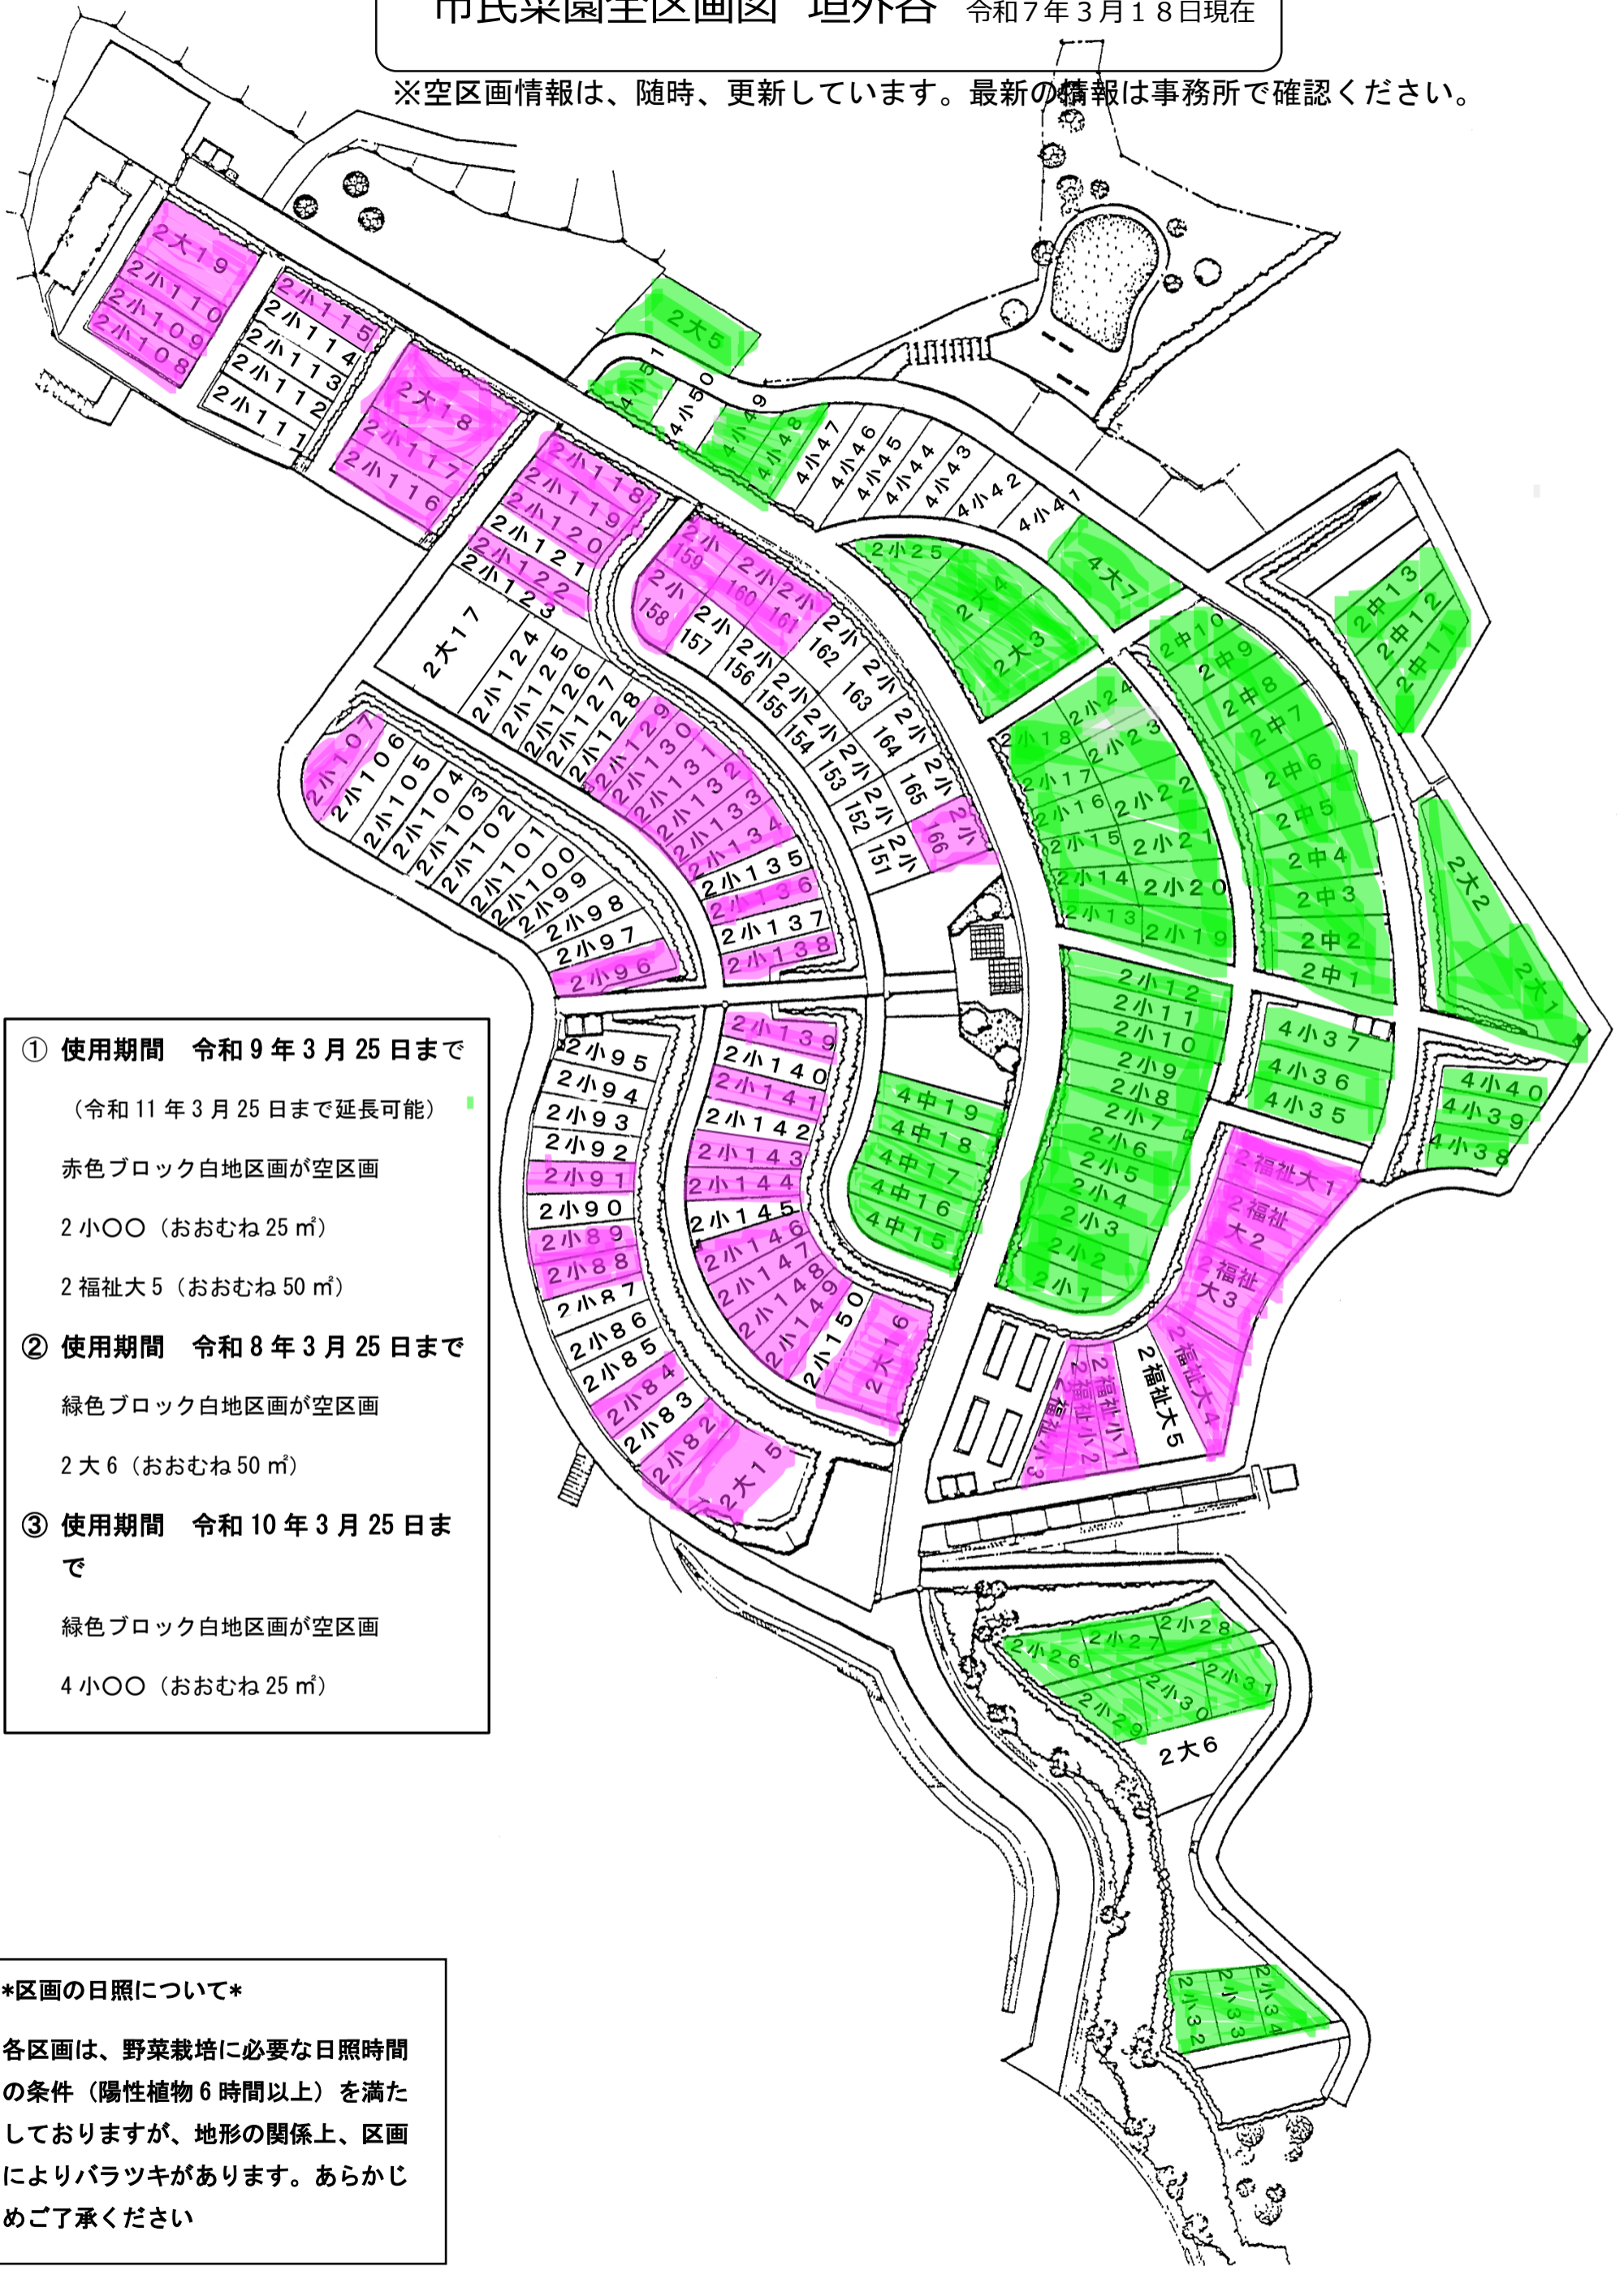 市民菜園全区画図 垣外谷 令和7年3月18日現在
※空区画情報は、随時、更新しています。最新の情報は事務所で確認ください。
2大19
2小110
2小109
2小108
2小115
2小114
2小113
2小112
2小111
2大18
2小117
2小116
2小118
2小119
2小120
2小121
2小122
2小123
2大17
2小124
2小125
2小126
2小127
2小128
2小129
2小130
2小131
2小132
2小133
2小134
2小135
2小136
2小137
2小138
2小107
2小106
2小105
2小104
2小103
2小102
2小101
2小100
2小99
2小98
2小97
2小96
2小159
2小160
2小161
2小158
2小157
2小156
2小155
2小154
2小153
2小152
2小151
2小162
2小163
2小164
2小165
2小166
2大5
4小51
4小50
4小49
4小48
4小47
4小46
4小45
4小44
4小43
4小42
4小41
4大7
2小25
2大4
2大3
2中13
2中12
2中11
2中10
2中9
2中8
2中7
2中6
2中5
2中4
2中3
2中2
2中1
2小24
2小23
2小22
2小21
2小20
2小19
2小18
2小17
2小16
2小15
2小14
2小13
2大2
2大1
2小12
2小11
2小10
2小9
2小8
2小7
2小6
2小5
2小4
2小3
2小2
2小1
4小37
4小36
4小35
4小40
4小39
4小38
4中19
4中18
4中17
4中16
4中15
2小139
2小140
2小141
2小142
2小143
2小144
2小145
2小146
2小147
2小148
2小149
2小150
2大16
2小95
2小94
2小93
2小92
2小91
2小90
2小89
2小88
2小87
2小86
2小85
2小84
2小83
2小82
2大15
2福祉大1
2福祉
大2
2福祉
大3
2福祉大4
2福祉大5
2福祉小1
2福祉小2
2福祉小3
2小28
2小27
2小26
2小31
2小30
2小29
2大6
2小34
2小33
2小32
① 使用期間 令和9年3月25日まで
（令和11年3月25日まで延長可能）
赤色ブロック白地区画が空区画
2小〇〇（おおむね25㎡）
2福祉大5（おおむね50㎡）
② 使用期間 令和8年3月25日まで
緑色ブロック白地区画が空区画
2大6（おおむね50㎡）
③ 使用期間 令和10年3月25日ま
で
緑色ブロック白地区画が空区画
4小〇〇（おおむね25㎡）
*区画の日照について*
各区画は、野菜栽培に必要な日照時間
の条件（陽性植物6時間以上）を満た
しておりますが、地形の関係上、区画
によりバラツキがあります。あらかじ
めご了承ください